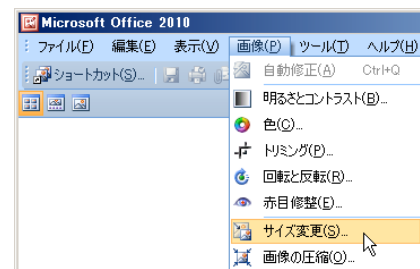 Microsoft Office 2010
ファイル(F) 編集(E) 表示(V) 画像(P) ツール(T) ヘルプ(H)
ショートカット(S)...
自動修正(A) Ctrl+Q
明るさとコントラスト(B)...
色(C)...
トリミング(P)...
回転と反転(R)...
赤目修整(E)...
サイズ変更(S)...
画像の圧縮(O)...